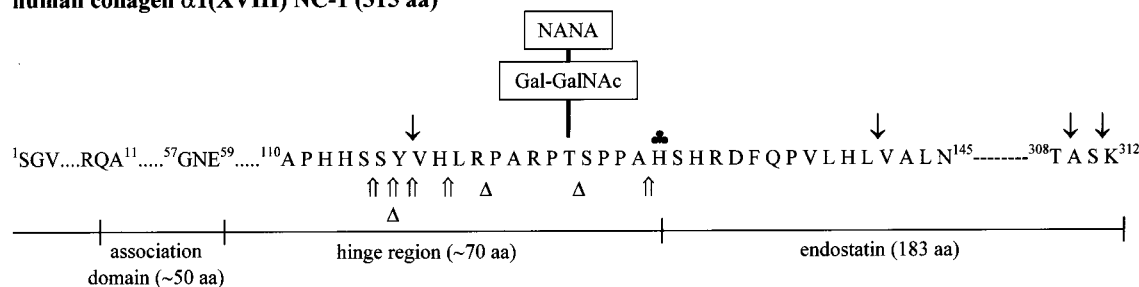 human collagen α1(XVIII) NC-1 (315 aa)
NANA
Gal-GalNAc
↓ ♣ ↓ ↓ ↓
¹SGV....RQA¹¹.....⁵⁷GNE⁵⁹.....¹¹⁰A P H H S S Y V H L R P A R P T S P P A H S H R D F Q P V L H L V A L N¹⁴⁵--------³⁰⁸T A S K³¹²
⇑ ⇑ ⇑ ⇑ Δ Δ ⇑
Δ
association
domain (~50 aa)
hinge region (~70 aa)
endostatin (183 aa)